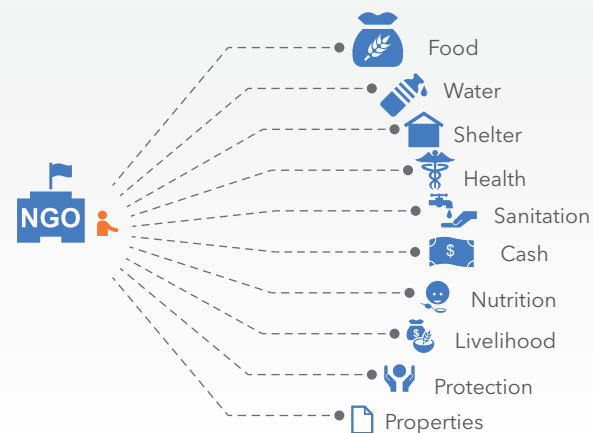 Food
Water
Shelter
Health
NGO
Sanitation
$
Cash
Nutrition
$
Livelihood
Protection
Properties